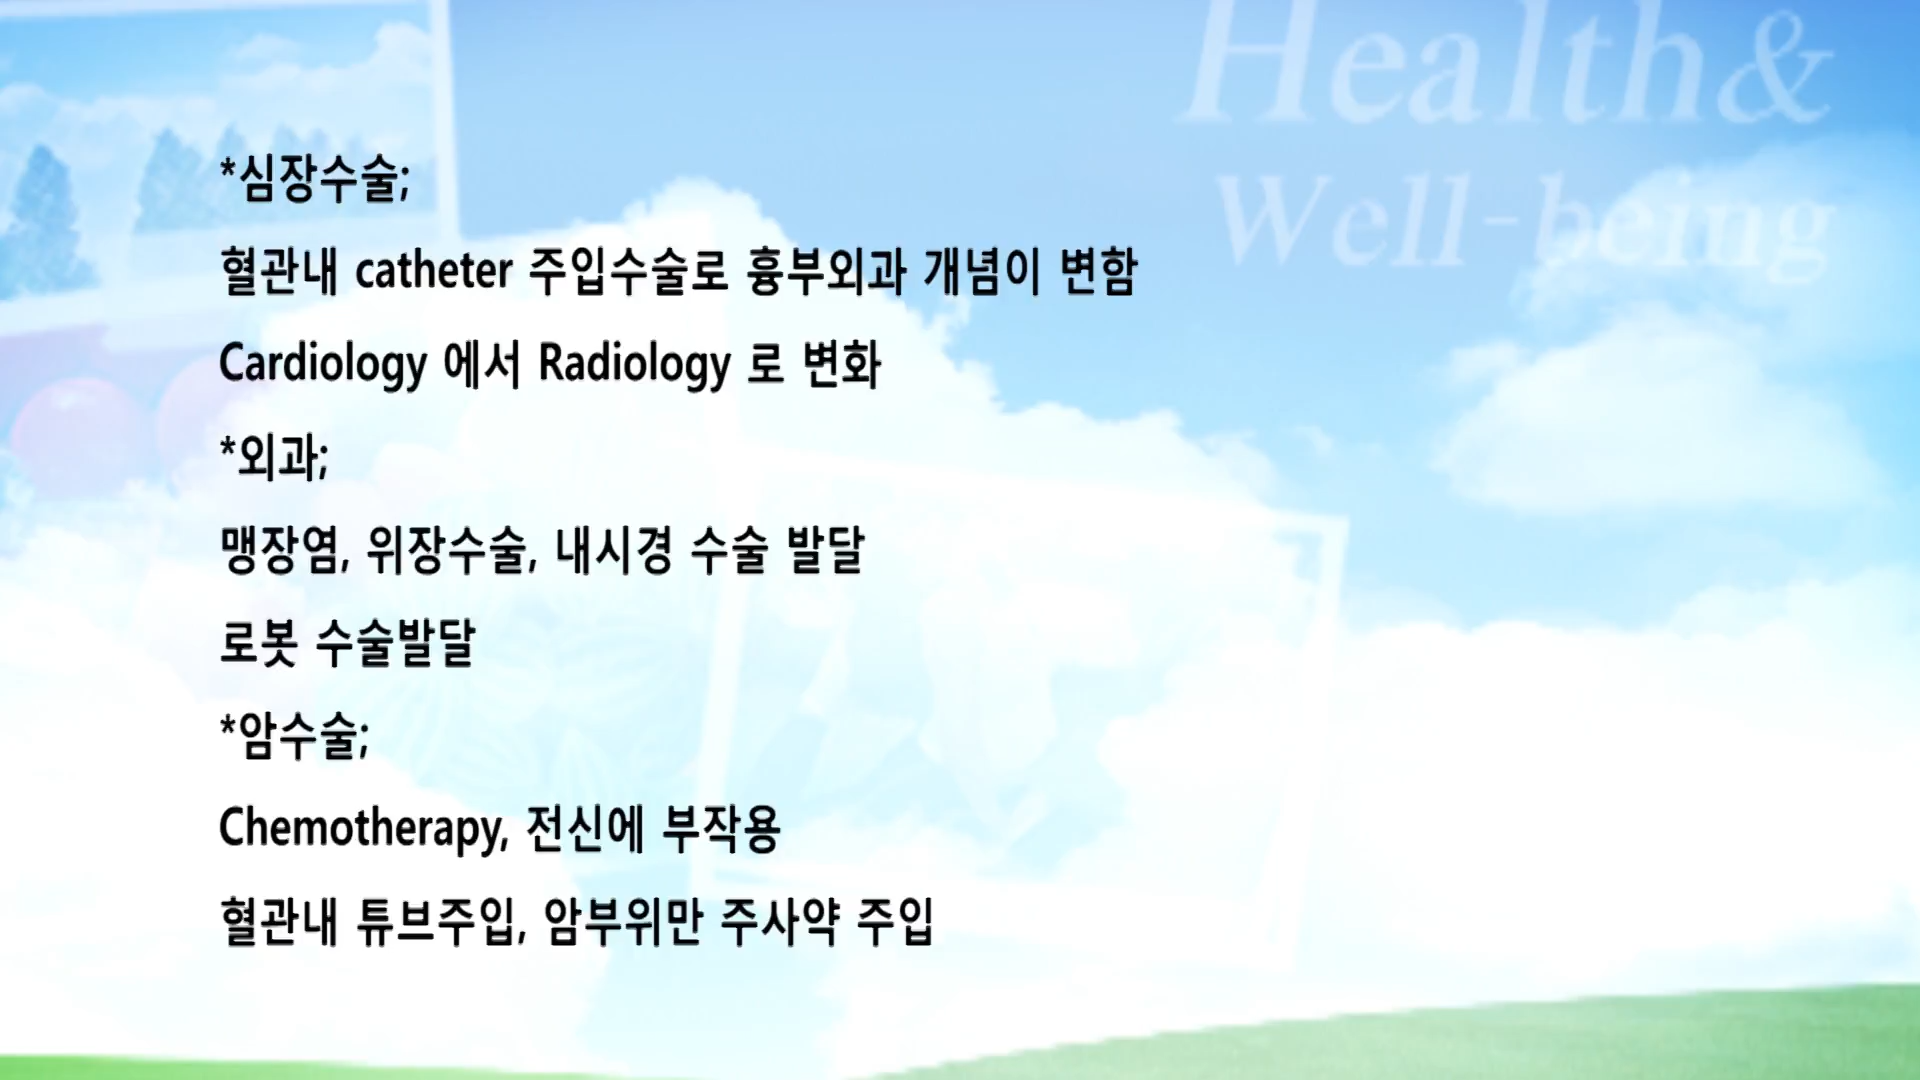 Health &
Well-being
*심장수술;
혈관내 catheter 주입수술로 흉부외과 개념이 변함
Cardiology 에서 Radiology 로 변화
*외과;
맹장염, 위장수술, 내시경 수술 발달
로봇 수술발달
*암수술;
Chemotherapy, 전신에 부작용
혈관내 튜브주입, 암부위만 주사약 주입